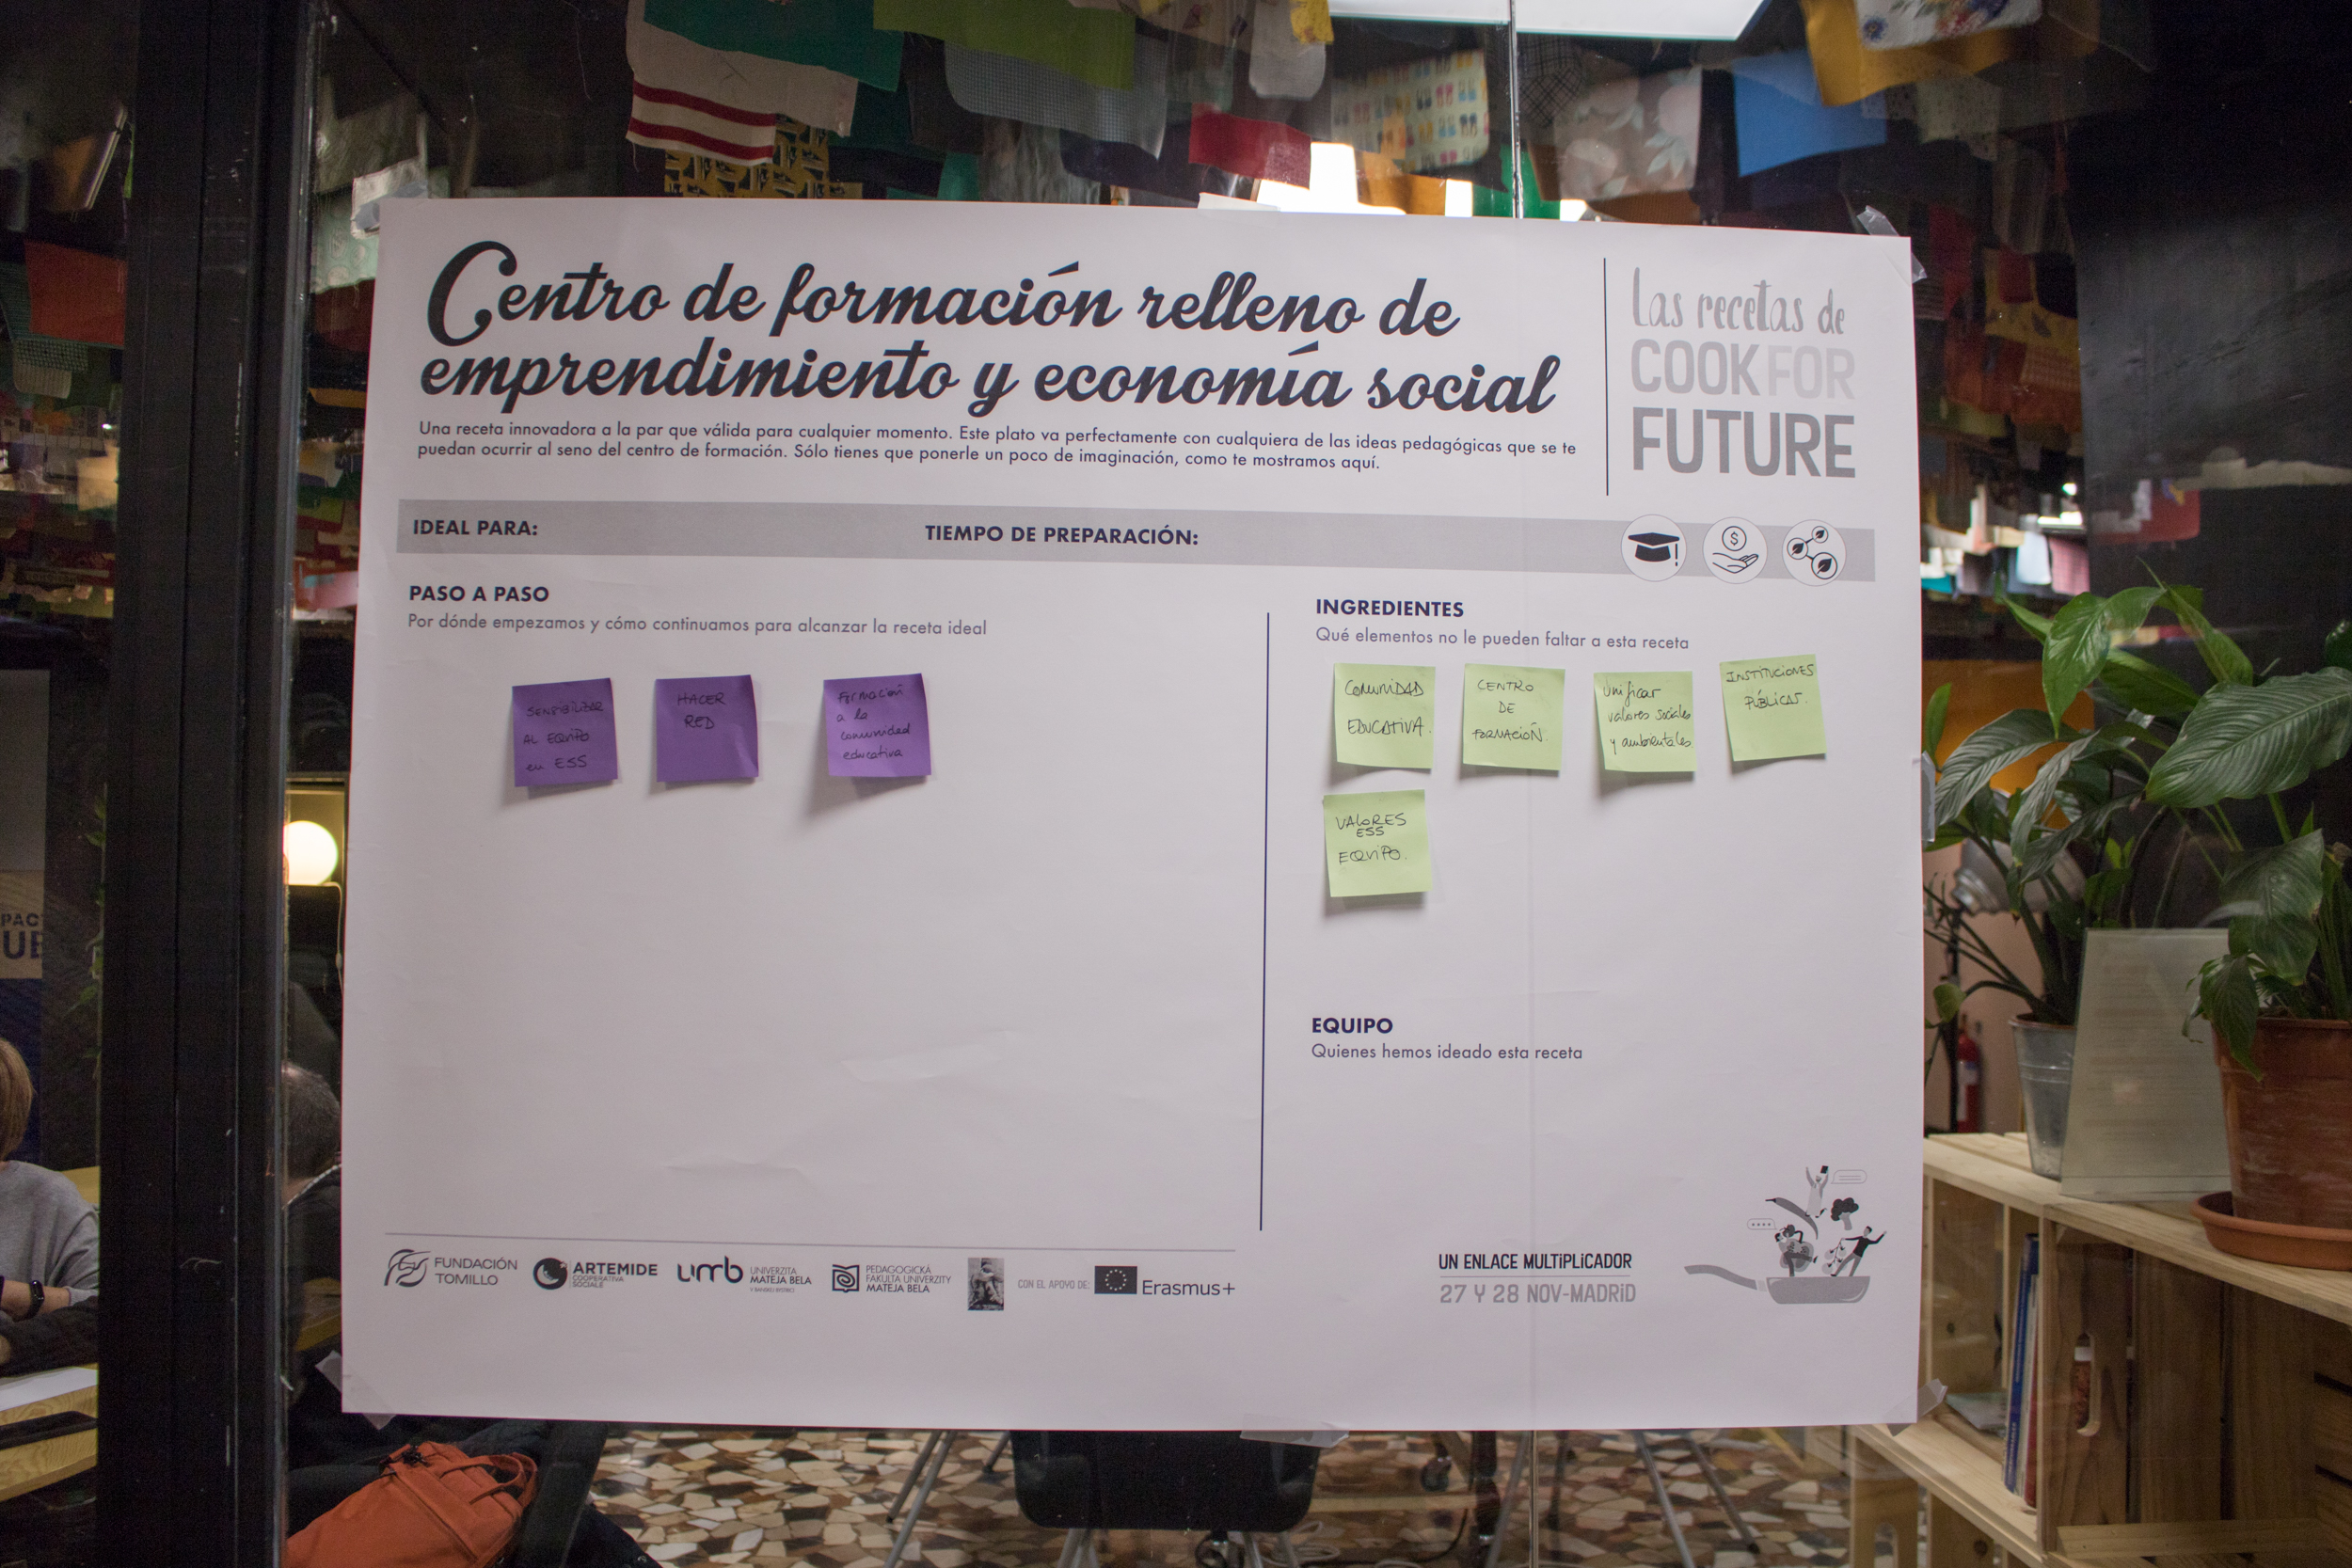 Centro de formación relleno de
emprendimiento y economía social
Una receta innovadora a la par que válida para cualquier momento. Este plato va perfectamente con cualquiera de las ideas pedagógicas que se te
puedan ocurrir al seno del centro de formación. Sólo tienes que ponerle un poco de imaginación, como te mostramos aquí.
Las recetas de
COOK FOR
FUTURE
IDEAL PARA:
TIEMPO DE PREPARACIÓN:
PASO A PASO
Por dónde empezamos y cómo continuamos para alcanzar la receta ideal
SENSIBILIZAR
AL EQUIPO
en ESS
HACER
RED
Formación
a la
comunidad
educativa
INGREDIENTES
Qué elementos no le pueden faltar a esta receta
COMUNIDAD
EDUCATIVA.
CENTRO
DE
FORMACIÓN.
Unificar
valores sociales
y ambientales
INSTITUCIONES
PÚBLICAS.
VALORES
ESS
EQUIPO.
EQUIPO
Quienes hemos ideado esta receta
FUNDACIÓN
TOMILLO
ARTEMIDE
COOPERATIVA
SOCIALE
umb
UNIVERZITA
MATEJA BELA
PEDAGOGICKÁ
FAKULTA UNIVERZITY
MATEJA BELA
CON EL APOYO DE:
Erasmus+
UN ENLACE MULTIPLICADOR
27 Y 28 NOV-MADRID
PAC
UB